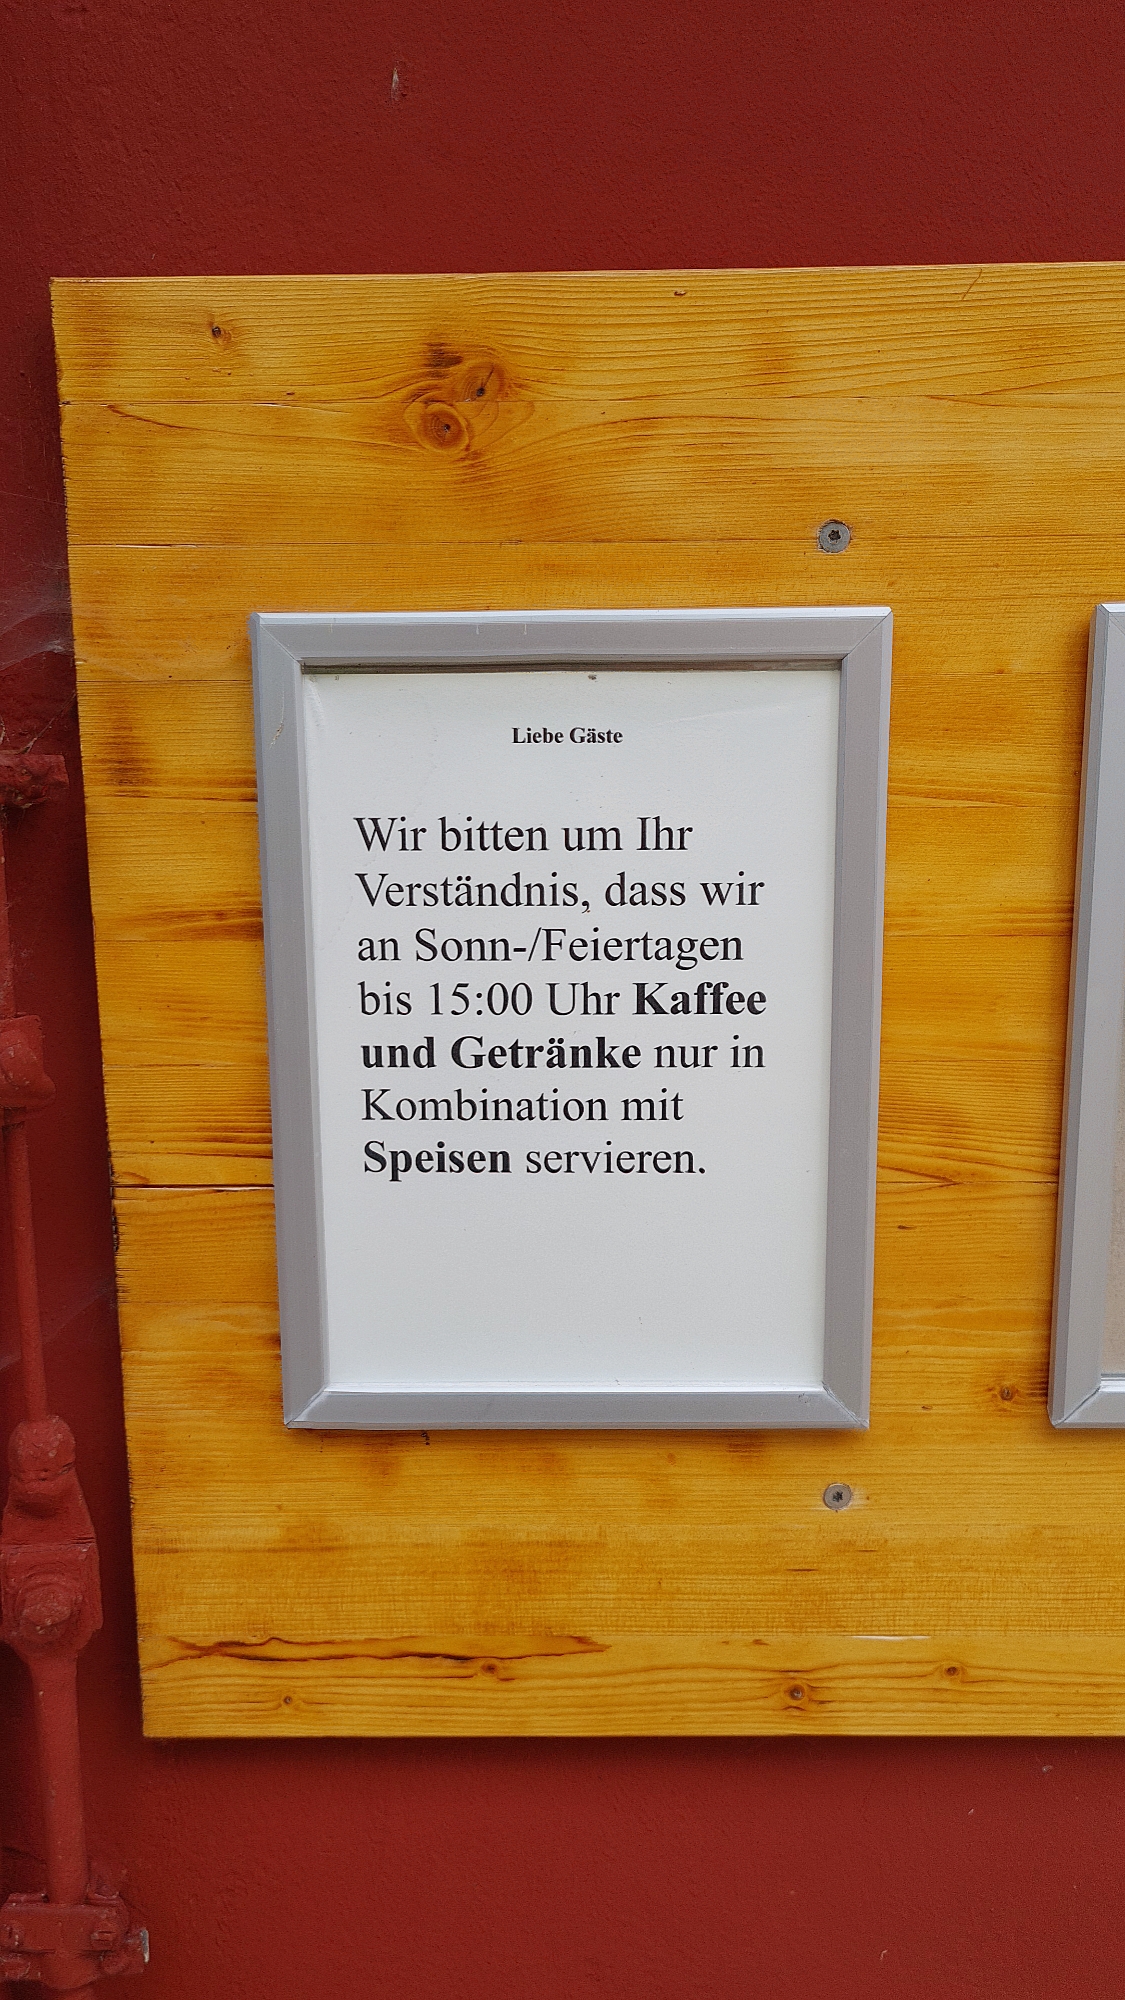 Liebe Gäste
Wir bitten um Ihr
Verständnis, dass wir
an Sonn-/Feiertagen
bis 15:00 Uhr Kaffee
und Getränke nur in
Kombination mit
Speisen servieren.